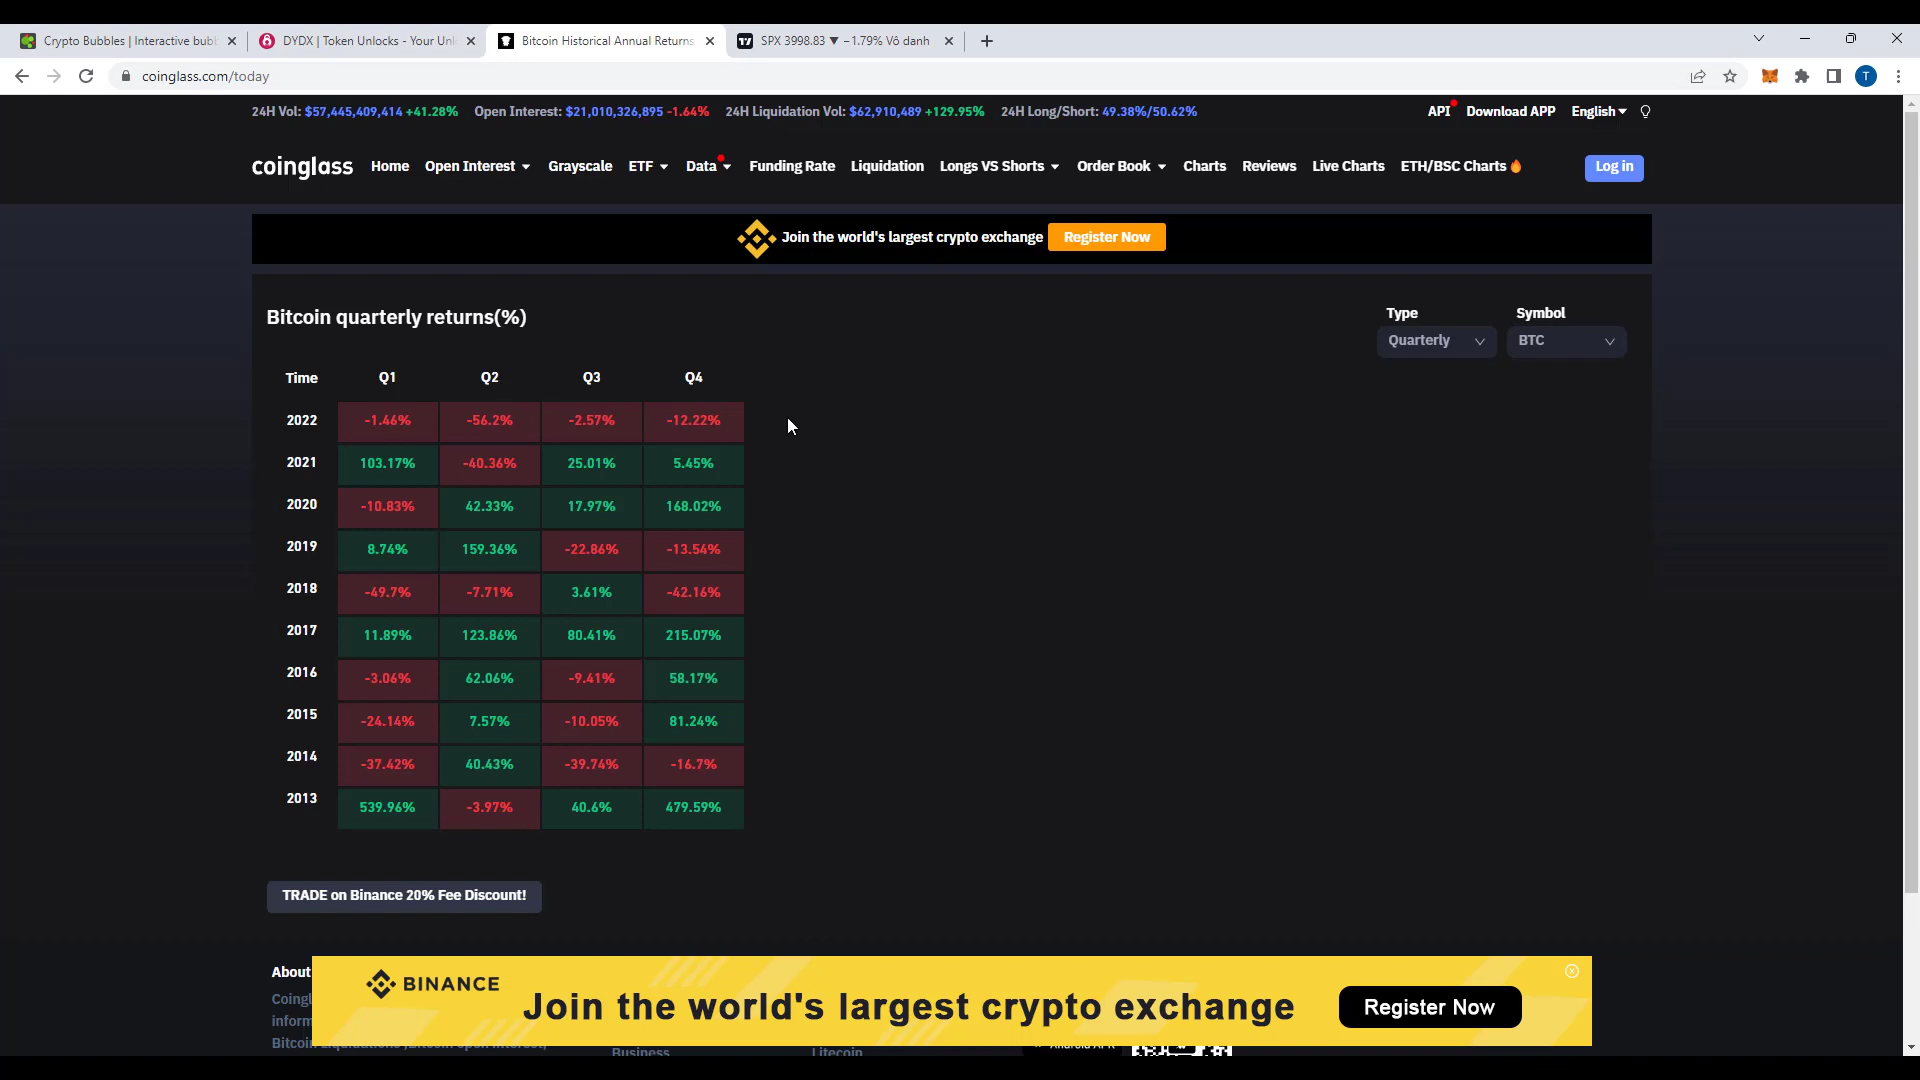 Crypto Bubbles | Interactive bubb
DYDX | Token Unlocks - Your Unl
Bitcoin Historical Annual Returns
SPX 3998.83 ▼ −1.79% Vô danh
coinglass.com/today
T
24H Vol: $57,445,409,414 +41.28% Open Interest: $21,010,326,895 -1.64% 24H Liquidation Vol: $62,910,489 +129.95% 24H Long/Short: 49.38%/50.62%
API Download APP English
coinglass Home Open Interest Grayscale ETF Data Funding Rate Liquidation Longs VS Shorts Order Book Charts Reviews Live Charts ETH/BSC Charts Log in
Join the world's largest crypto exchange Register Now
Bitcoin quarterly returns(%)
Type Symbol
Quarterly BTC
Time Q1 Q2 Q3 Q4
2022 -1.46% -56.2% -2.57% -12.22%
2021 103.17% -40.36% 25.01% 5.45%
2020 -10.83% 42.33% 17.97% 168.02%
2019 8.74% 159.36% -22.86% -13.54%
2018 -49.7% -7.71% 3.61% -42.16%
2017 11.89% 123.86% 80.41% 215.07%
2016 -3.06% 62.06% -9.41% 58.17%
2015 -24.14% 7.57% -10.05% 81.24%
2014 -37.42% 40.43% -39.74% -16.7%
2013 539.96% -3.97% 40.6% 479.59%
TRADE on Binance 20% Fee Discount!
About
Coingl
inform
Bitcoin
Business Litecoin
BINANCE
Join the world's largest crypto exchange
Register Now